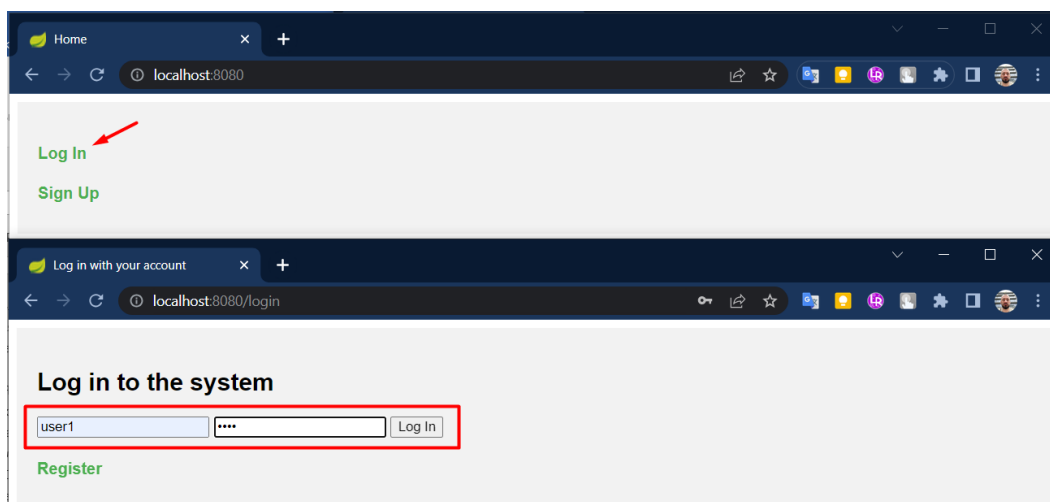 Home
localhost:8080
Log In
Sign Up
Log in with your account
localhost:8080/login
Log in to the system
user1 •••• Log In
Register